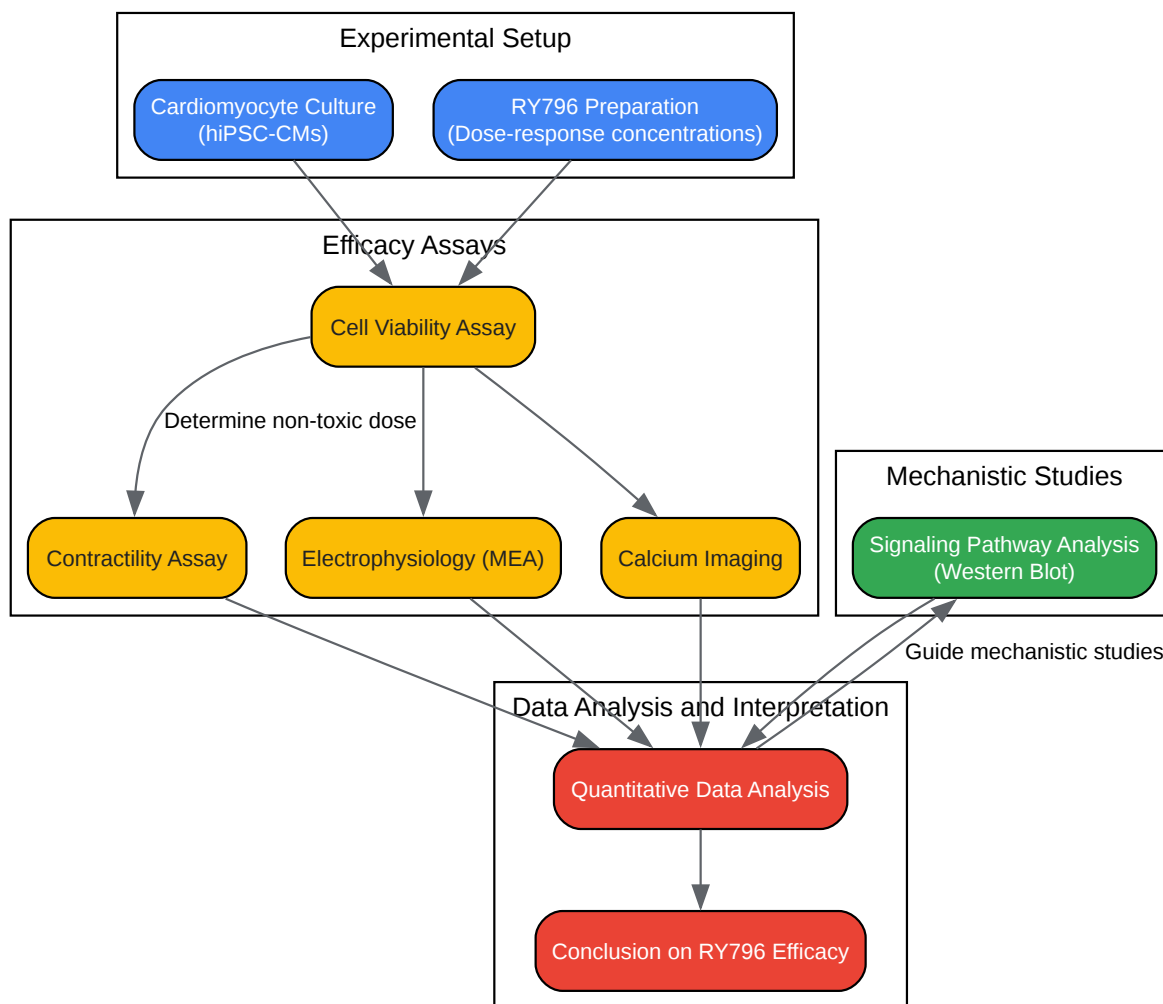 Experimental Setup
Cardiomyocyte Culture
(hiPSC-CMs)
RY796 Preparation
(Dose-response concentrations)
Efficacy Assays
Cell Viability Assay
Determine non-toxic dose
Mechanistic Studies
Contractility Assay
Electrophysiology (MEA)
Calcium Imaging
Signaling Pathway Analysis
(Western Blot)
Guide mechanistic studies
Data Analysis and Interpretation
Quantitative Data Analysis
Conclusion on RY796 Efficacy